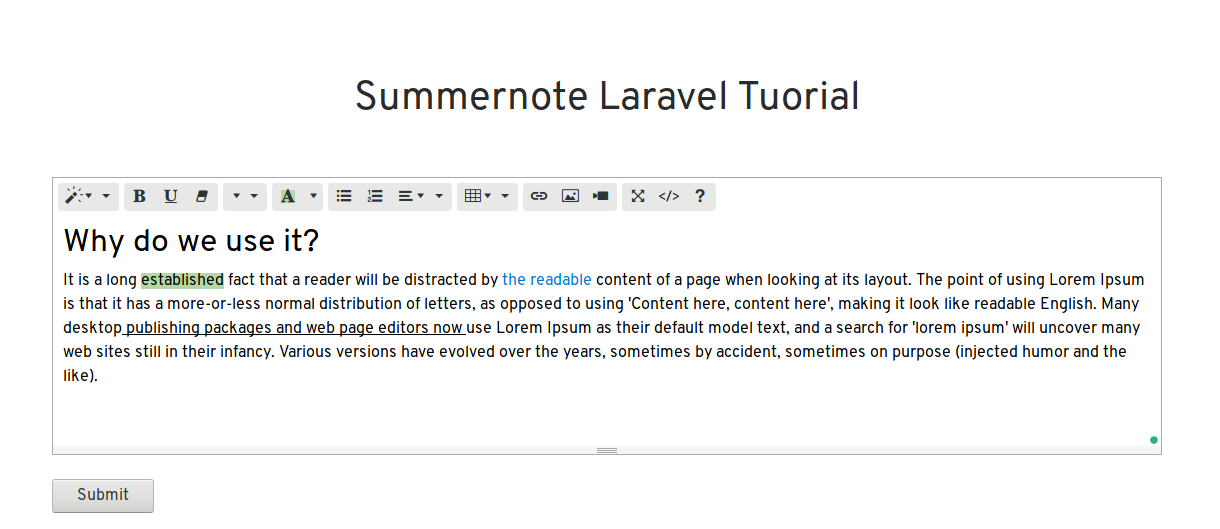 Summernote Laravel Tuorial
B U A </> ?
Why do we use it?
It is a long established fact that a reader will be distracted by the readable content of a page when looking at its layout. The point of using Lorem Ipsum
is that it has a more-or-less normal distribution of letters, as opposed to using 'Content here, content here', making it look like readable English. Many
desktop publishing packages and web page editors now use Lorem Ipsum as their default model text, and a search for 'lorem ipsum' will uncover many
web sites still in their infancy. Various versions have evolved over the years, sometimes by accident, sometimes on purpose (injected humor and the
like).
Submit